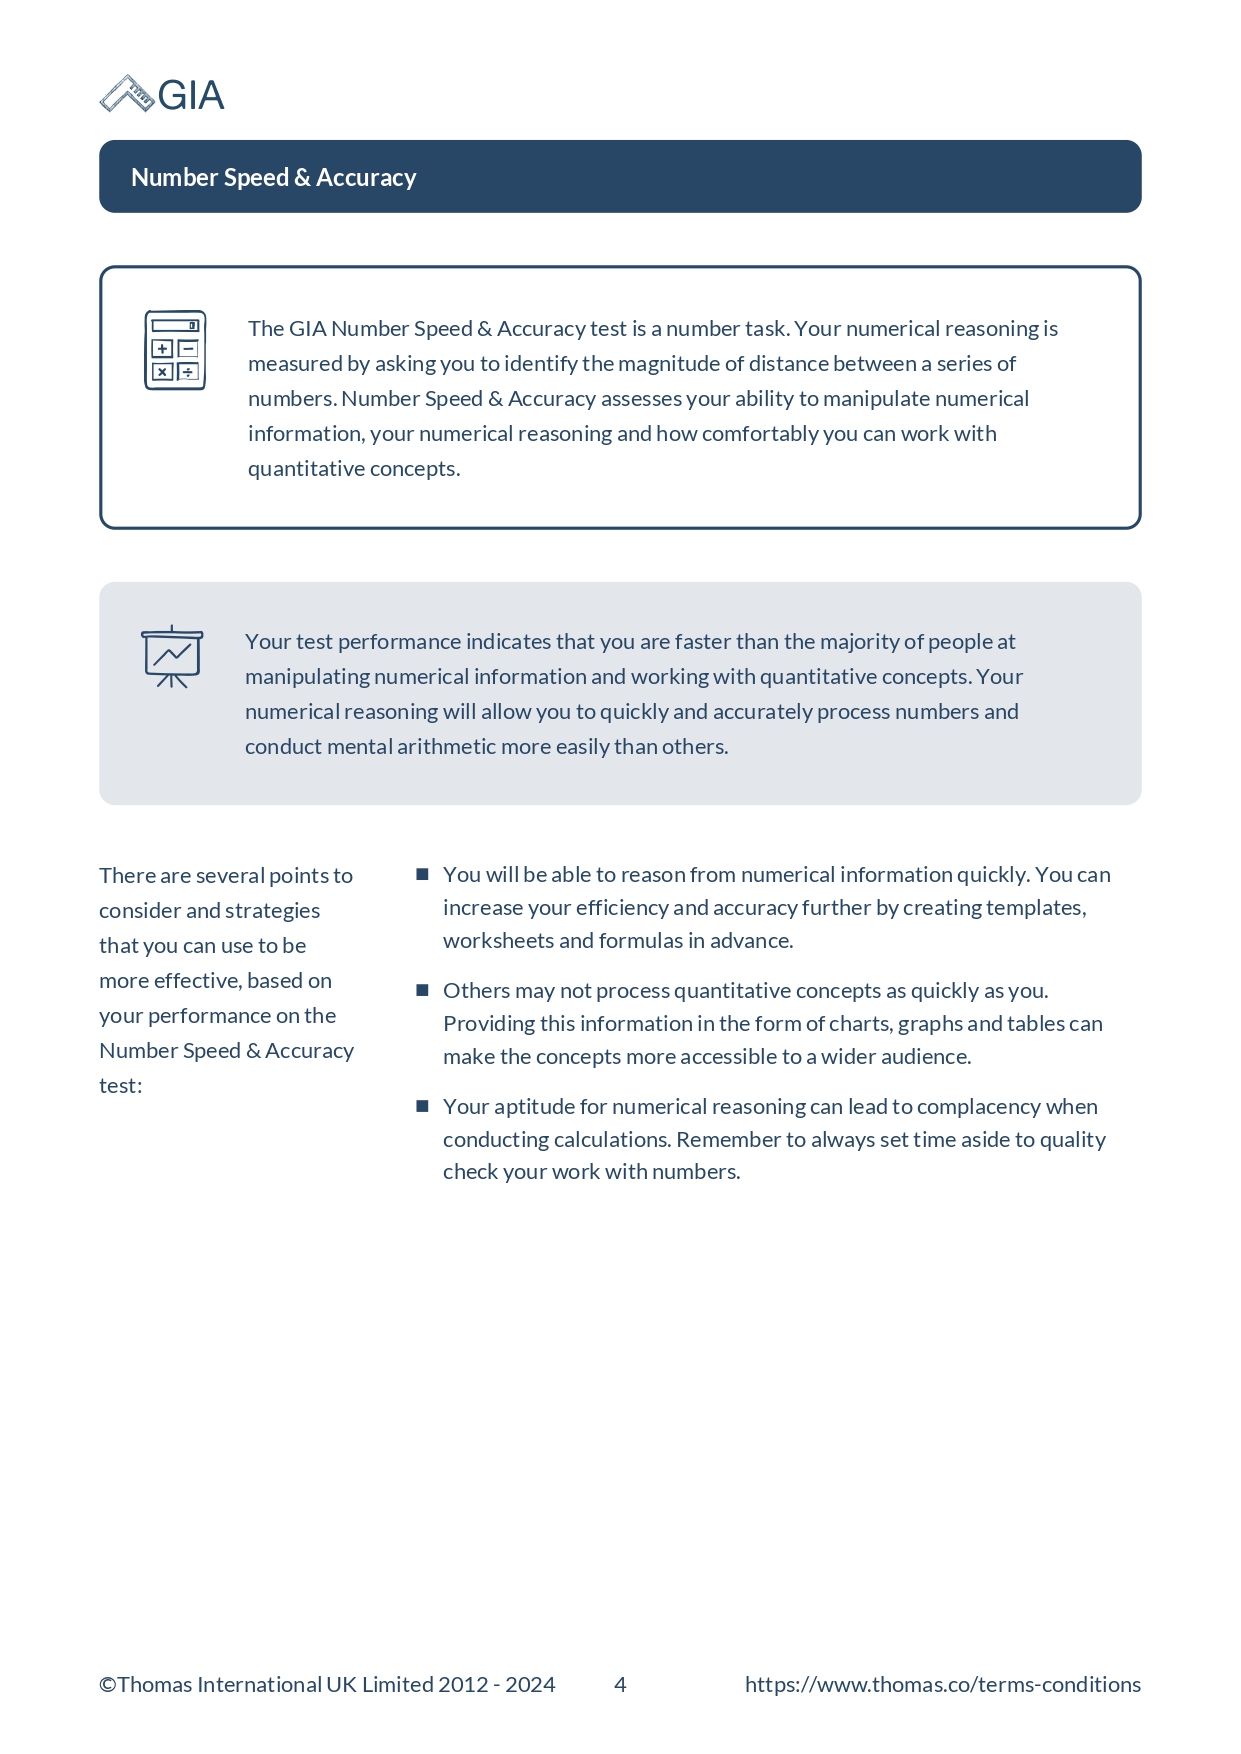 GIA
Number Speed & Accuracy
The GIA Number Speed & Accuracy test is a number task. Your numerical reasoning is
measured by asking you to identify the magnitude of distance between a series of
numbers. Number Speed & Accuracy assesses your ability to manipulate numerical
information, your numerical reasoning and how comfortably you can work with
quantitative concepts.
Your test performance indicates that you are faster than the majority of people at
manipulating numerical information and working with quantitative concepts. Your
numerical reasoning will allow you to quickly and accurately process numbers and
conduct mental arithmetic more easily than others.
There are several points to
consider and strategies
that you can use to be
more effective, based on
your performance on the
Number Speed & Accuracy
test:
■ You will be able to reason from numerical information quickly. You can
increase your efficiency and accuracy further by creating templates,
worksheets and formulas in advance.
■ Others may not process quantitative concepts as quickly as you.
Providing this information in the form of charts, graphs and tables can
make the concepts more accessible to a wider audience.
■ Your aptitude for numerical reasoning can lead to complacency when
conducting calculations. Remember to always set time aside to quality
check your work with numbers.
©Thomas International UK Limited 2012 - 2024 4 https://www.thomas.co/terms-conditions